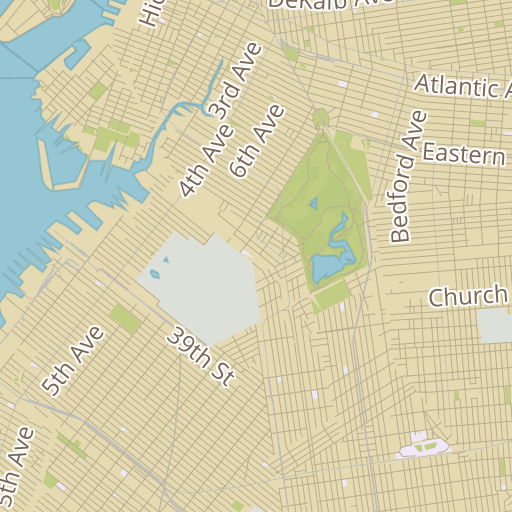 DeKalb Ave
Hic
3rd Ave
Atlantic A
6th Ave
4th Ave
Bedford Ave
Eastern
Church
39th St
5th Ave
5th Ave